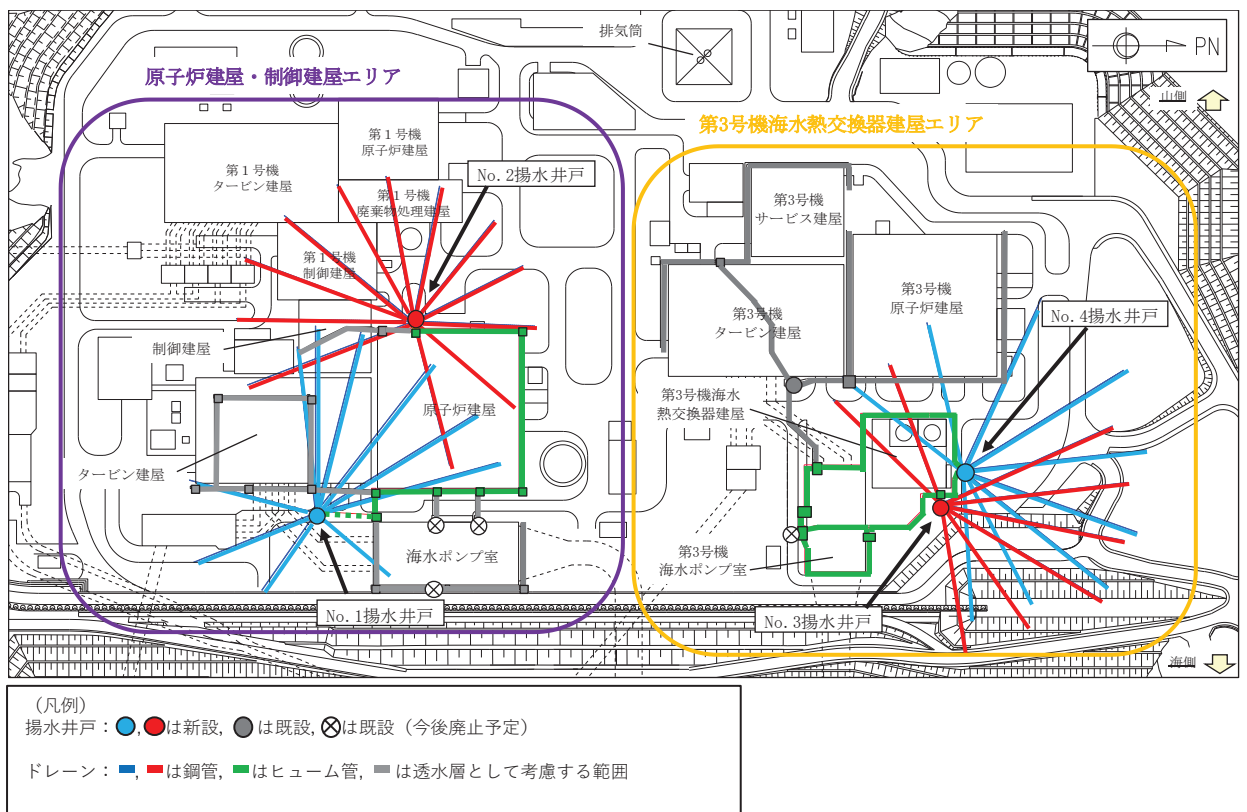 排気筒
PN
原子炉建屋・制御建屋エリア
山側
第3号機海水熱交換器建屋エリア
第１号機
原子炉建屋
第１号機
タービン建屋
No.2揚水井戸
第１号機
廃棄物処理建屋
第3号機
サービス建屋
第１号機
制御建屋
第3号機
原子炉建屋
第3号機
タービン建屋
No.4揚水井戸
制御建屋
第3号機海水
熱交換器建屋
原子炉建屋
タービン建屋
海水ポンプ室
第3号機
海水ポンプ室
No.1揚水井戸
No.3揚水井戸
海側
（凡例）
揚水井戸：,は新設,は既設,は既設（今後廃止予定）
ドレーン：,は鋼管,はヒューム管,は透水層として考慮する範囲